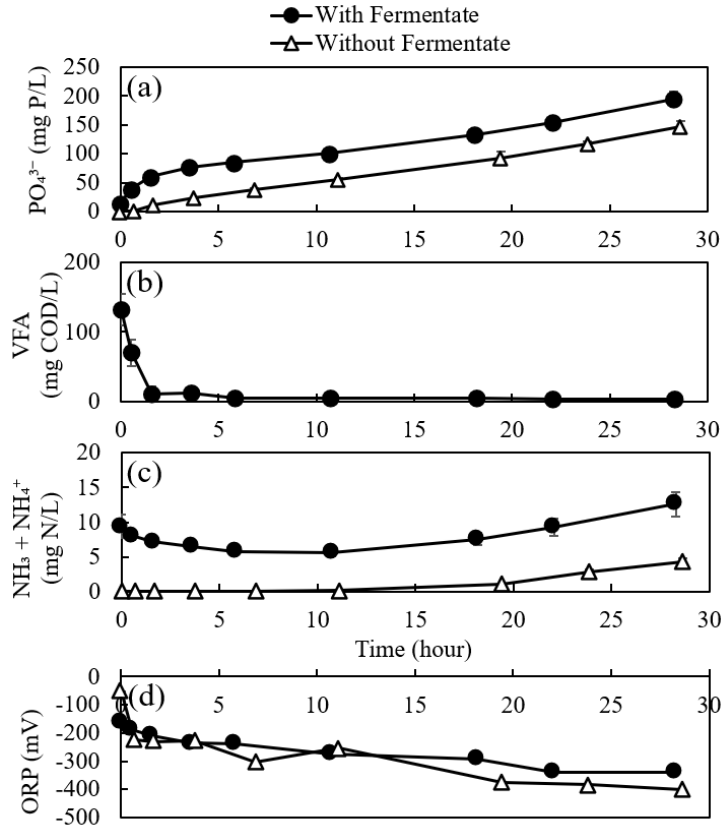 With Fermentate
Without Fermentate
250
200
150
100
50
0
(a)
PO₄³⁻ (mg P/L)
0 5 10 15 20 25 30
200
100
0
(b)
VFA
(mg COD/L)
0 5 10 15 20 25 30
20
15
10
5
0
(c)
NH₃ + NH₄⁺
(mg N/L)
0 5 10 15 20 25 30
Time (hour)
0
-100
-200
-300
-400
-500
(d)
ORP (mV)
0 5 10 15 20 25 30